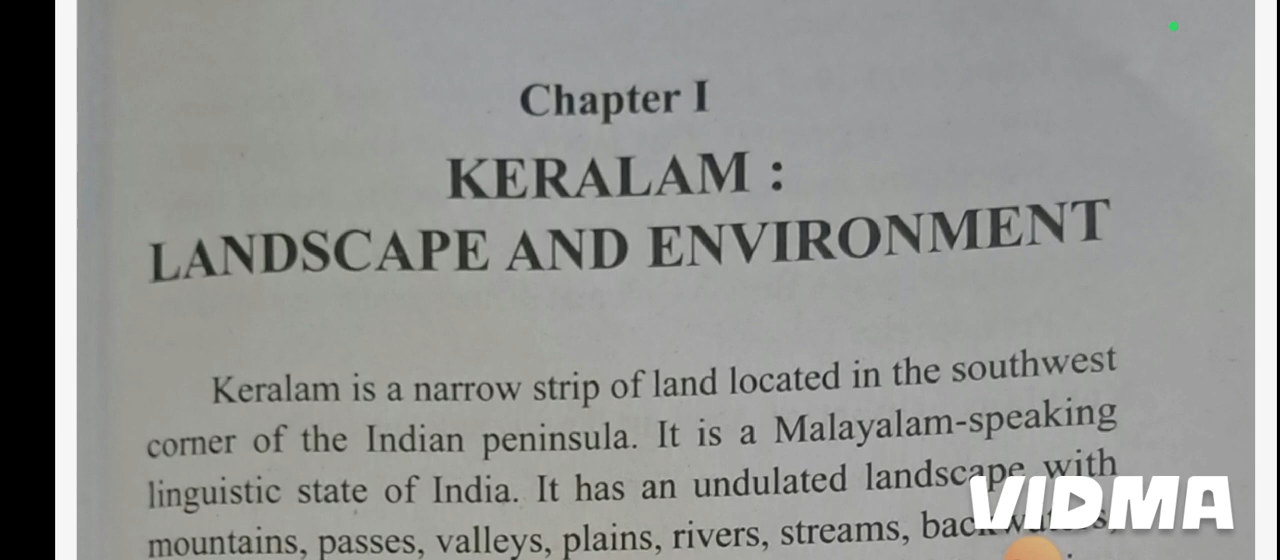 Chapter I
KERALAM :
LANDSCAPE AND ENVIRONMENT
Keralam is a narrow strip of land located in the southwest
corner of the Indian peninsula. It is a Malayalam-speaking
linguistic state of India. It has an undulated landscape with
mountains, passes, valleys, plains, rivers, streams,
VIDMA